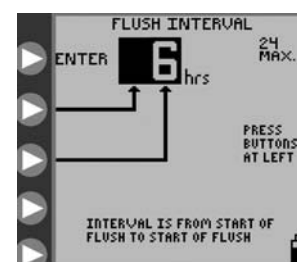 FLUSH INTERVAL
ENTER 6 hrs
24
MAX.
PRESS
BUTTONS
AT LEFT
INTERVAL IS FROM START OF
FLUSH TO START OF FLUSH